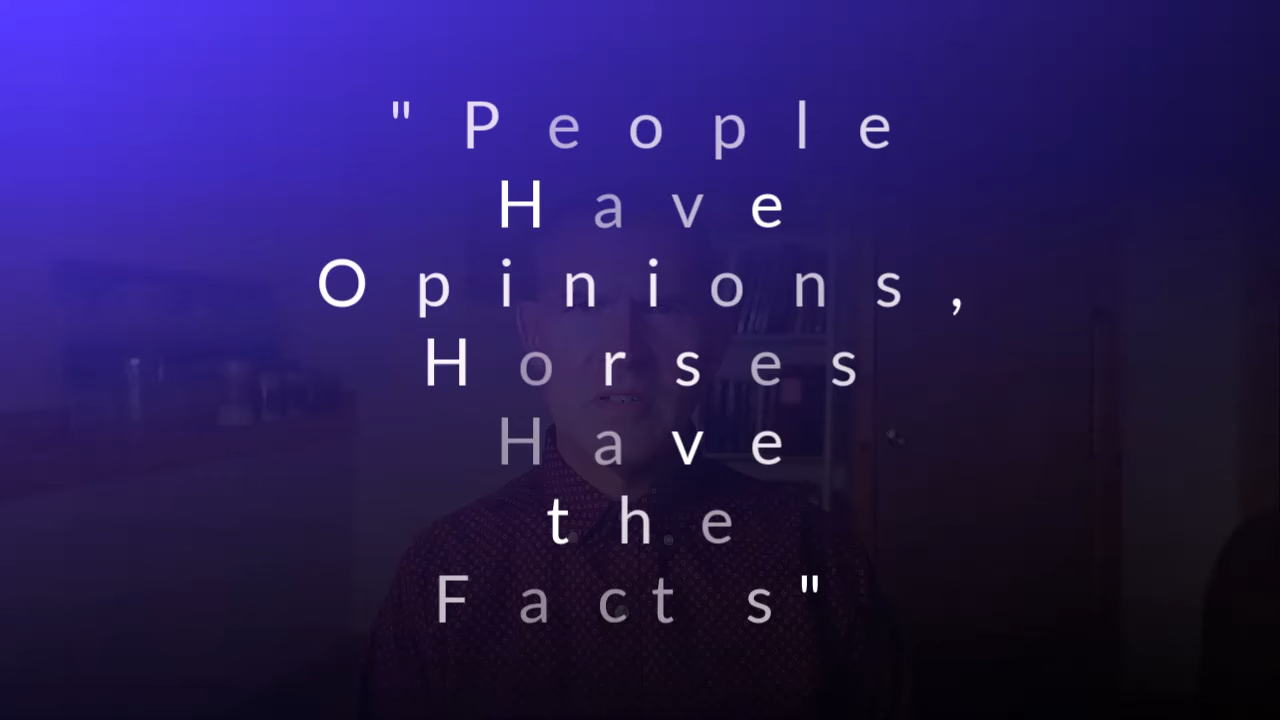 "People
Have
Opinions,
Horses
Have
the
Facts"